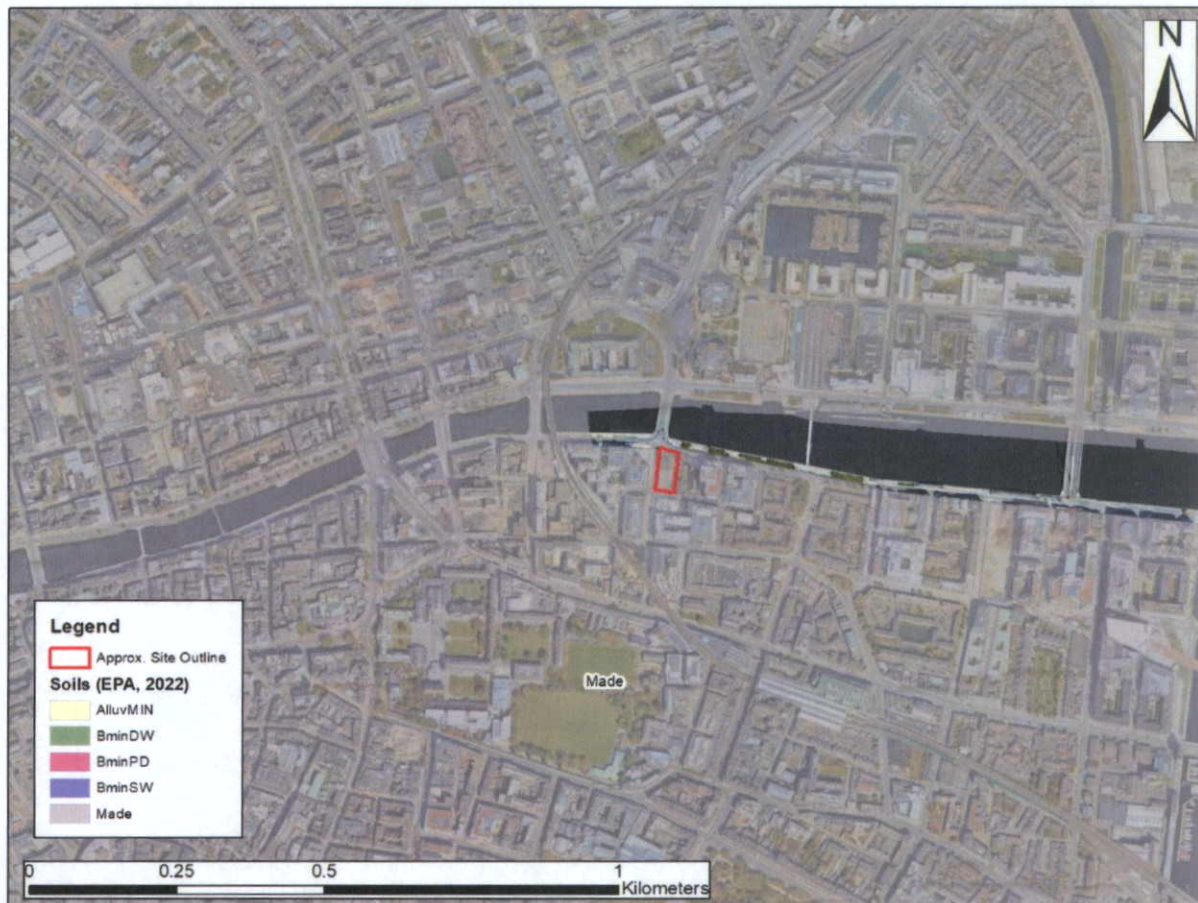 N
Made
Legend
Approx. Site Outline
Soils (EPA, 2022)
AlluvMIN
BminDW
BminPD
BminSW
Made
0 0.25 0.5 1
Kilometers